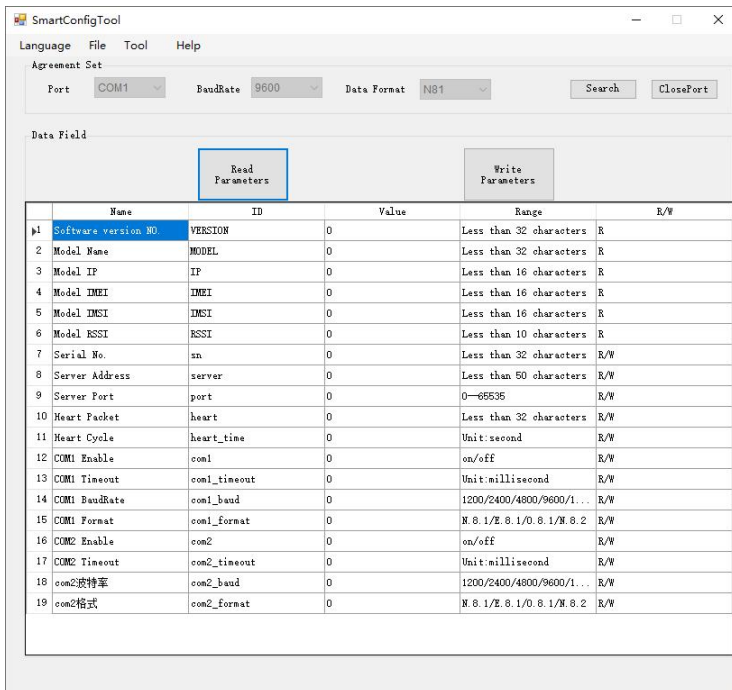 SmartConfigTool
Language File Tool Help
Agreement Set
Port COM1 BaudRate 9600 Data Format N81 Search ClosePort
Data Field
Read Parameters Write Parameters
Name ID Value Range R/W
1 Software version NO. VERSION 0 Less than 32 characters R
2 Model Name MODEL 0 Less than 32 characters R
3 Model IP IP 0 Less than 16 characters R
4 Model IMEI IMEI 0 Less than 16 characters R
5 Model IMSI IMSI 0 Less than 16 characters R
6 Model RSSI RSSI 0 Less than 10 characters R
7 Serial No. sn 0 Less than 32 characters R/W
8 Server Address server 0 Less than 50 characters R/W
9 Server Port port 0 0—65535 R/W
10 Heart Packet heart 0 Less than 32 characters R/W
11 Heart Cycle heart_time 0 Unit:second R/W
12 COM1 Enable com1 0 on/off R/W
13 COM1 Timeout com1_timeout 0 Unit:millisecond R/W
14 COM1 BaudRate com1_baud 0 1200/2400/4800/9600/1... R/W
15 COM1 Format com1_format 0 N.8.1/E.8.1/O.8.1/N.8.2 R/W
16 COM2 Enable com2 0 on/off R/W
17 COM2 Timeout com2_timeout 0 Unit:millisecond R/W
18 com2波特率 com2_baud 0 1200/2400/4800/9600/1... R/W
19 com2格式 com2_format 0 N.8.1/E.8.1/O.8.1/N.8.2 R/W